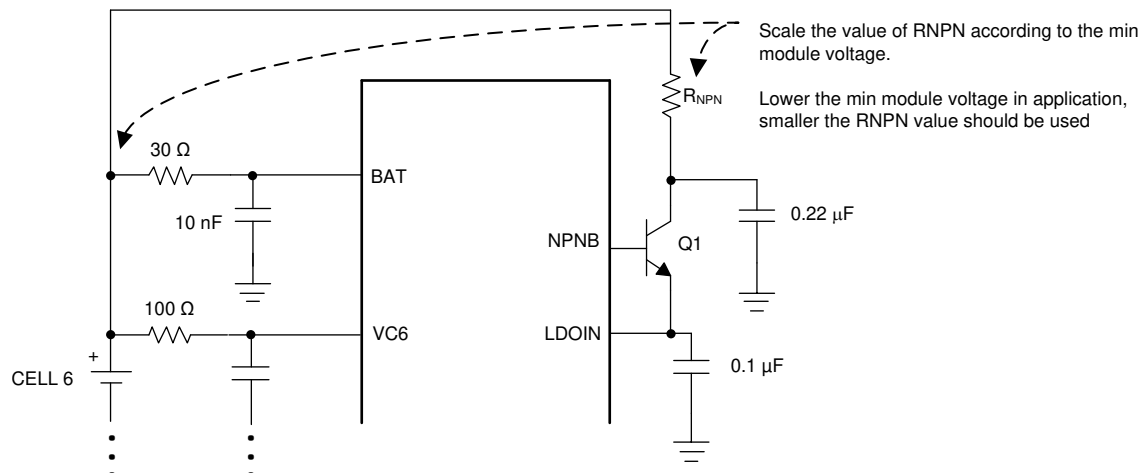 Scale the value of RNPN according to the min
module voltage.
Lower the min module voltage in application,
smaller the RNPN value should be used
RNPN
30 Ω
BAT
10 nF
0.22 µF
NPNB
Q1
100 Ω
VC6
LDOIN
+
CELL 6
0.1 µF